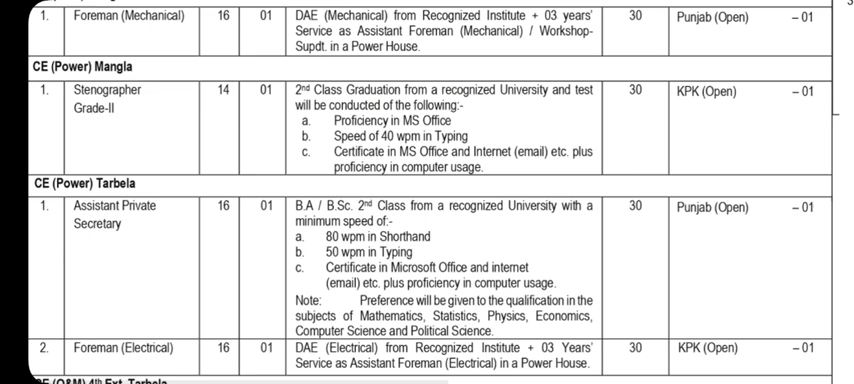 1. Foreman (Mechanical) 16 01 DAE (Mechanical) from Recognized Institute + 03 years' 30 Punjab (Open) – 01
Service as Assistant Foreman (Mechanical) / Workshop-
Supdt. in a Power House.
CE (Power) Mangla
1. Stenographer 14 01 2nd Class Graduation from a recognized University and test 30 KPK (Open) – 01
Grade-II will be conducted of the following:-
a. Proficiency in MS Office
b. Speed of 40 wpm in Typing
c. Certificate in MS Office and Internet (email) etc. plus
proficiency in computer usage.
CE (Power) Tarbela
1. Assistant Private 16 01 B.A / B.Sc. 2nd Class from a recognized University with a 30 Punjab (Open) – 01
Secretary minimum speed of:-
a. 80 wpm in Shorthand
b. 50 wpm in Typing
c. Certificate in Microsoft Office and internet
(email) etc. plus proficiency in computer usage.
Note: Preference will be given to the qualification in the
subjects of Mathematics, Statistics, Physics, Economics,
Computer Science and Political Science.
2. Foreman (Electrical) 16 01 DAE (Electrical) from Recognized Institute + 03 Years' 30 KPK (Open) – 01
Service as Assistant Foreman (Electrical) in a Power House.
CE (O&M) 4th Ext. Tarbela